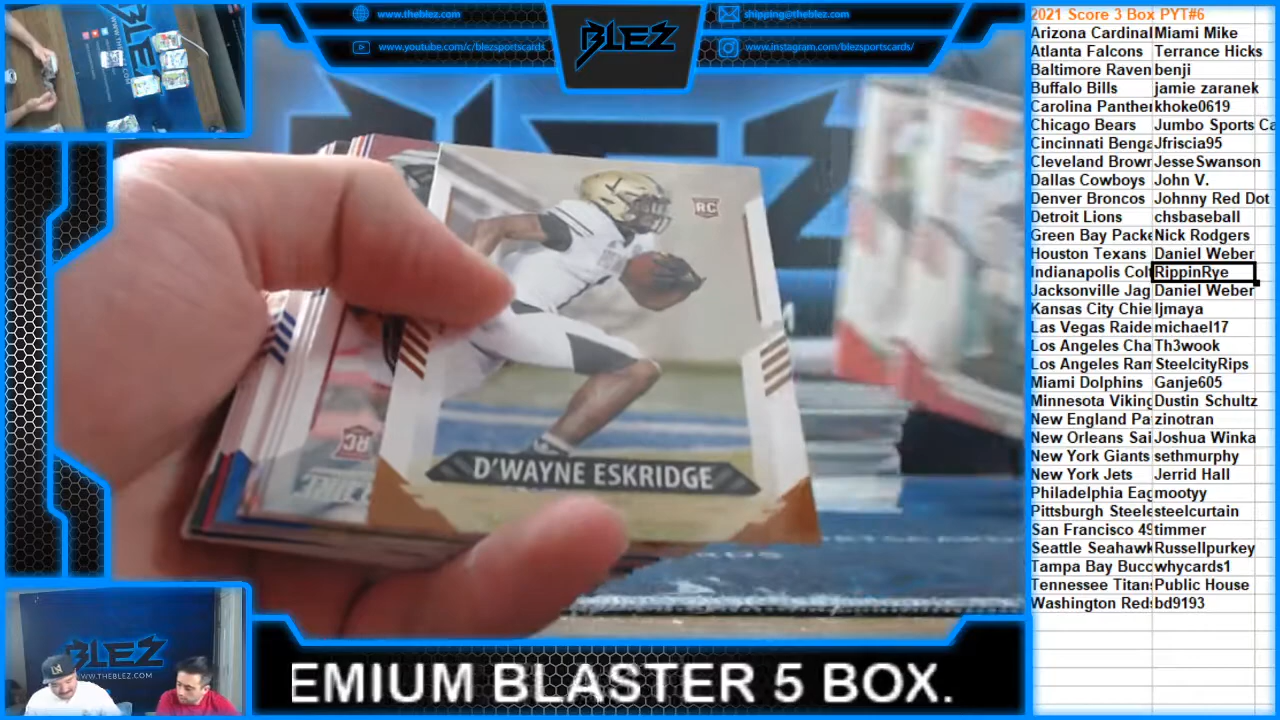 www.theblez.com
www.youtube.com/c/blezsportscards
BLEZ
shipping@theblez.com
www.instagram.com/blezsportscards/
RC
RC
D'WAYNE ESKRIDGE
BLEZ
WWW.THEBLEZ.COM
EMIUM BLASTER 5 BOX.
2021 Score 3 Box PYT#6
Arizona Cardinal Miami Mike
Atlanta Falcons Terrance Hicks
Baltimore Raven benji
Buffalo Bills jamie zaranek
Carolina Panther khoke0619
Chicago Bears Jumbo Sports Ca
Cincinnati Benga Jfriscia95
Cleveland Brown JesseSwanson
Dallas Cowboys John V.
Denver Broncos Johnny Red Dot
Detroit Lions chsbaseball
Green Bay Packe Nick Rodgers
Houston Texans Daniel Weber
Indianapolis Colt RippinRye
Jacksonville Jag Daniel Weber
Kansas City Chie ljmaya
Las Vegas Raide michael17
Los Angeles Cha Th3wook
Los Angeles Ram SteelcityRips
Miami Dolphins Ganje605
Minnesota Viking Dustin Schultz
New England Pa zinotran
New Orleans Sai Joshua Winka
New York Giants sethmurphy
New York Jets Jerrid Hall
Philadelphia Eag mootyy
Pittsburgh Steele steelcurtain
San Francisco 49 timmer
Seattle Seahawk Russellpurkey
Tampa Bay Bucc whycards1
Tennessee Titan Public House
Washington Reds bd9193